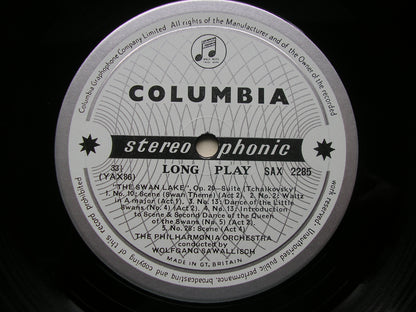 Columbia Graphophone Company Limited. All rights of the Manufacturer and of the Owner of the recorded work reserved. Unauthorised public performance, broadcasting and copying of this record prohibited
COLUMBIA
stereo phonic
33⅓
LONG PLAY
SAX 2285
(YAX86)
"THE SWAN LAKE", Op. 20—Suite (Tchaikovsky)
1. No. 10: Scene (Swan Theme) (Act 2). 2. No. 2: Waltz
in A major (Act 1). 3. No. 13: Dance of the Little
Swans (No. 4) (Act 2). 4. No. 13: Introduction
to Scene & Second Dance of the Queen
of the Swans (No. 5) (Act 2)
5. No. 28: Scene (Act 4)
THE PHILHARMONIA ORCHESTRA
conducted by
WOLFGANG SAWALLISCH
MADE IN GT. BRITAIN